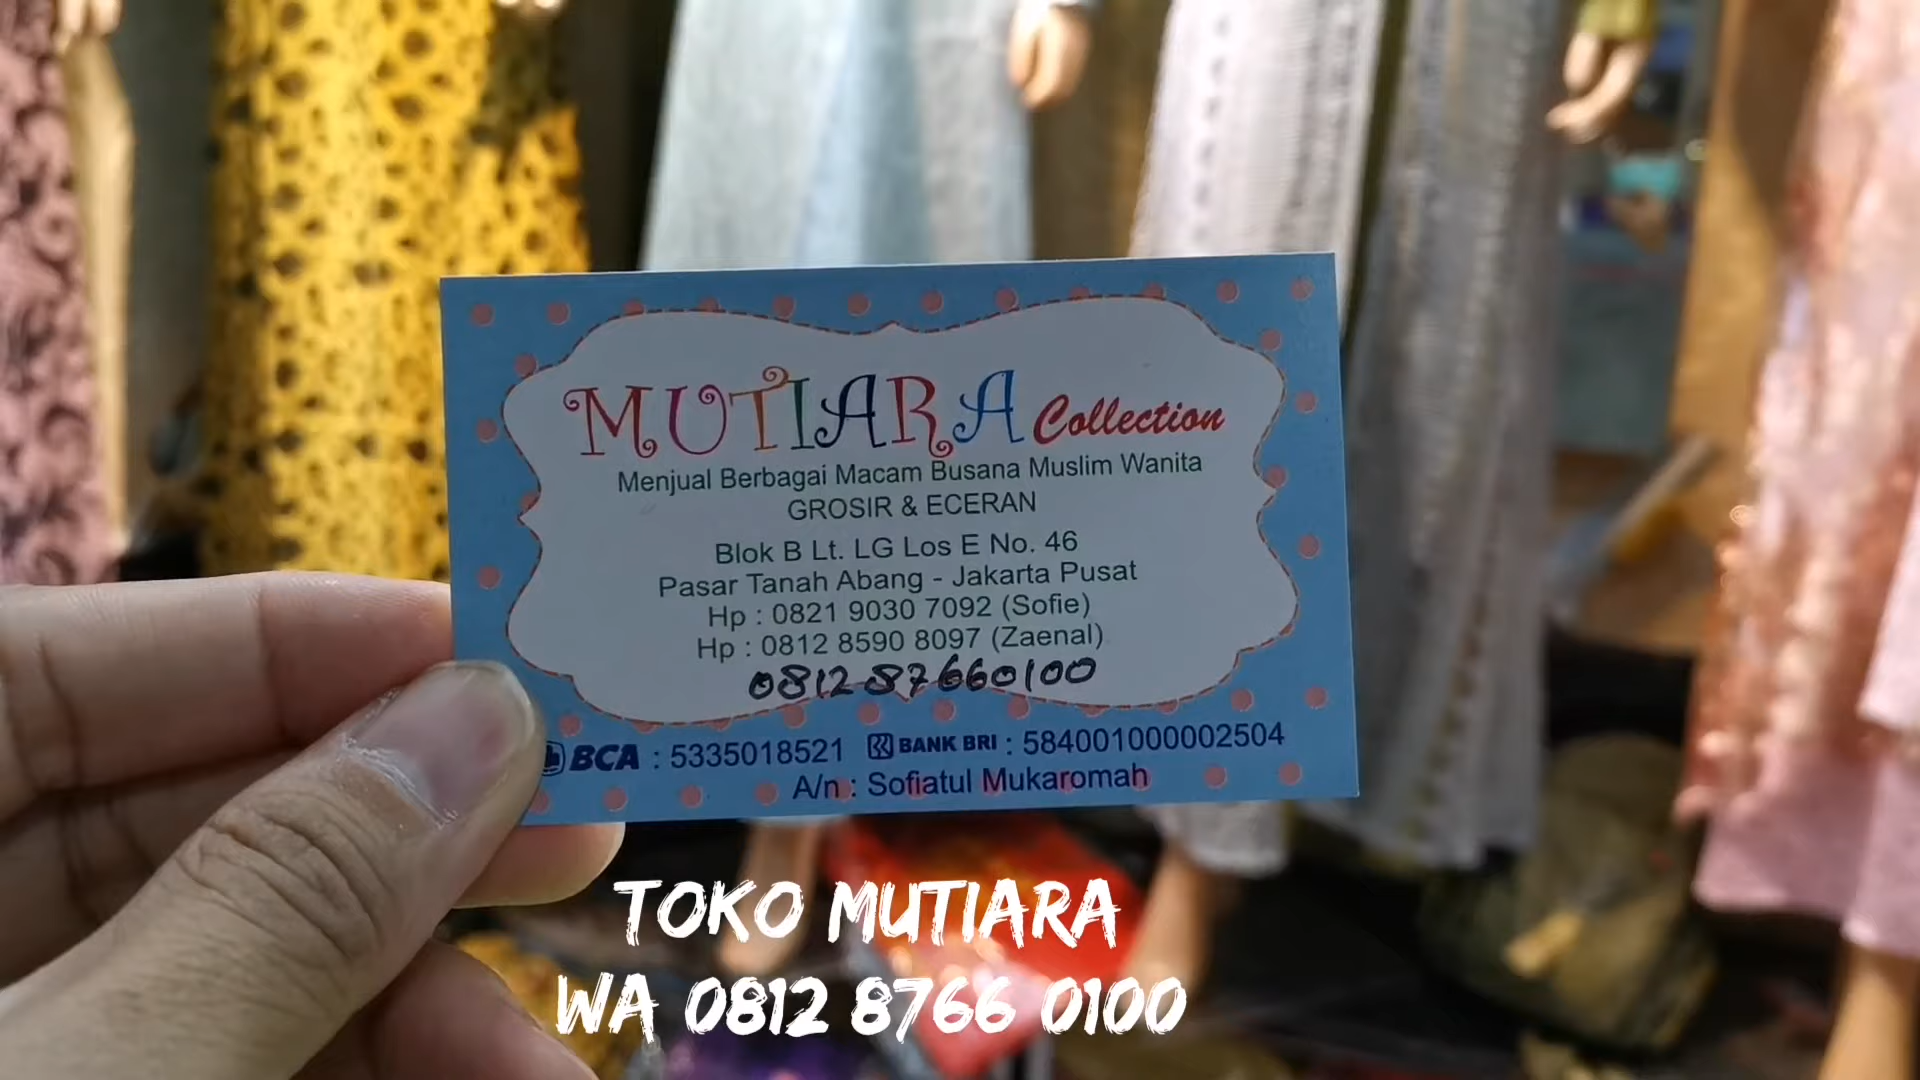 MUTIARA Collection
Menjual Berbagai Macam Busana Muslim Wanita
GROSIR & ECERAN
Blok B Lt. LG Los E No. 46
Pasar Tanah Abang - Jakarta Pusat
Hp : 0821 9030 7092 (Sofie)
Hp : 0812 8590 8097 (Zaenal)
0812 87660100
BCA : 5335018521 BANK BRI : 584001000002504
A/n : Sofiatul Mukaromah
TOKO MUTIARA
WA 0812 8766 0100